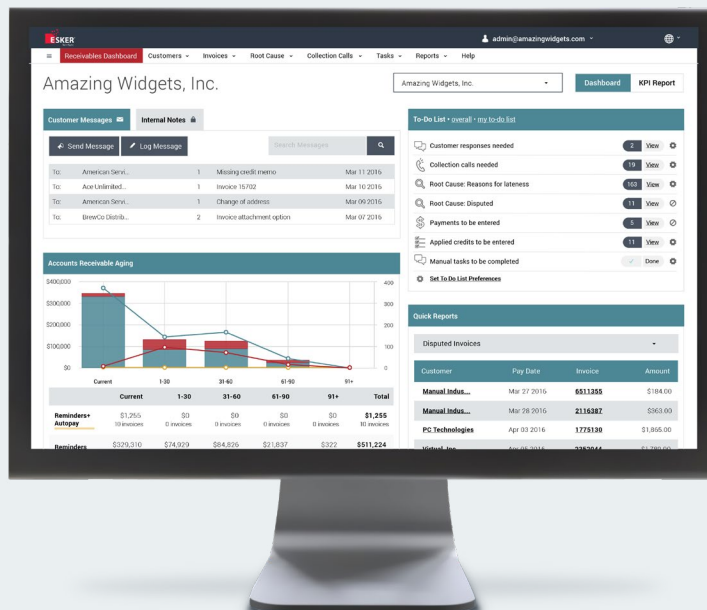 ESKER
admin@amazingwidgets.com
Receivables Dashboard Customers Invoices Root Cause Collection Calls Tasks Reports Help
Amazing Widgets, Inc.
Amazing Widgets, Inc.
Dashboard KPI Report
Customer Messages Internal Notes
Send Message Log Message Search Messages
To: American Servi... 1 Missing credit memo Mar 11 2016
To: Ace Unlimited... 1 Invoice 15702 Mar 10 2016
To: American Servi... 1 Change of address Mar 09 2016
To: BrewCo Distrib... 2 Invoice attachment option Mar 07 2016
Accounts Receivable Aging
$400,000 400
$300,000 300
$200,000 200
$100,000 100
$0 0
Current 1-30 31-60 61-90 91+
Current 1-30 31-60 61-90 91+ Total
Reminders+ $1,255 $0 $0 $0 $0 $1,255
Autopay 10 invoices 0 invoices 0 invoices 0 invoices 0 invoices 10 invoices
Reminders $329,310 $74,929 $84,826 $21,837 $322 $511,224
To-Do List • overall • my to-do list
Customer responses needed 2 View
Collection calls needed 19 View
Root Cause: Reasons for lateness 163 View
Root Cause: Disputed 11 View
Payments to be entered 5 View
Applied credits to be entered 11 View
Manual tasks to be completed Done
Set To Do List Preferences
Quick Reports
Disputed Invoices
Customer Pay Date Invoice Amount
Manual Indus... Mar 27 2016 6511355 $184.00
Manual Indus... Mar 28 2016 2116387 $363.00
PC Technologies Apr 03 2016 1775130 $1,865.00
Virtual, Inc. Apr 05 2016 2252044 $1,780.00